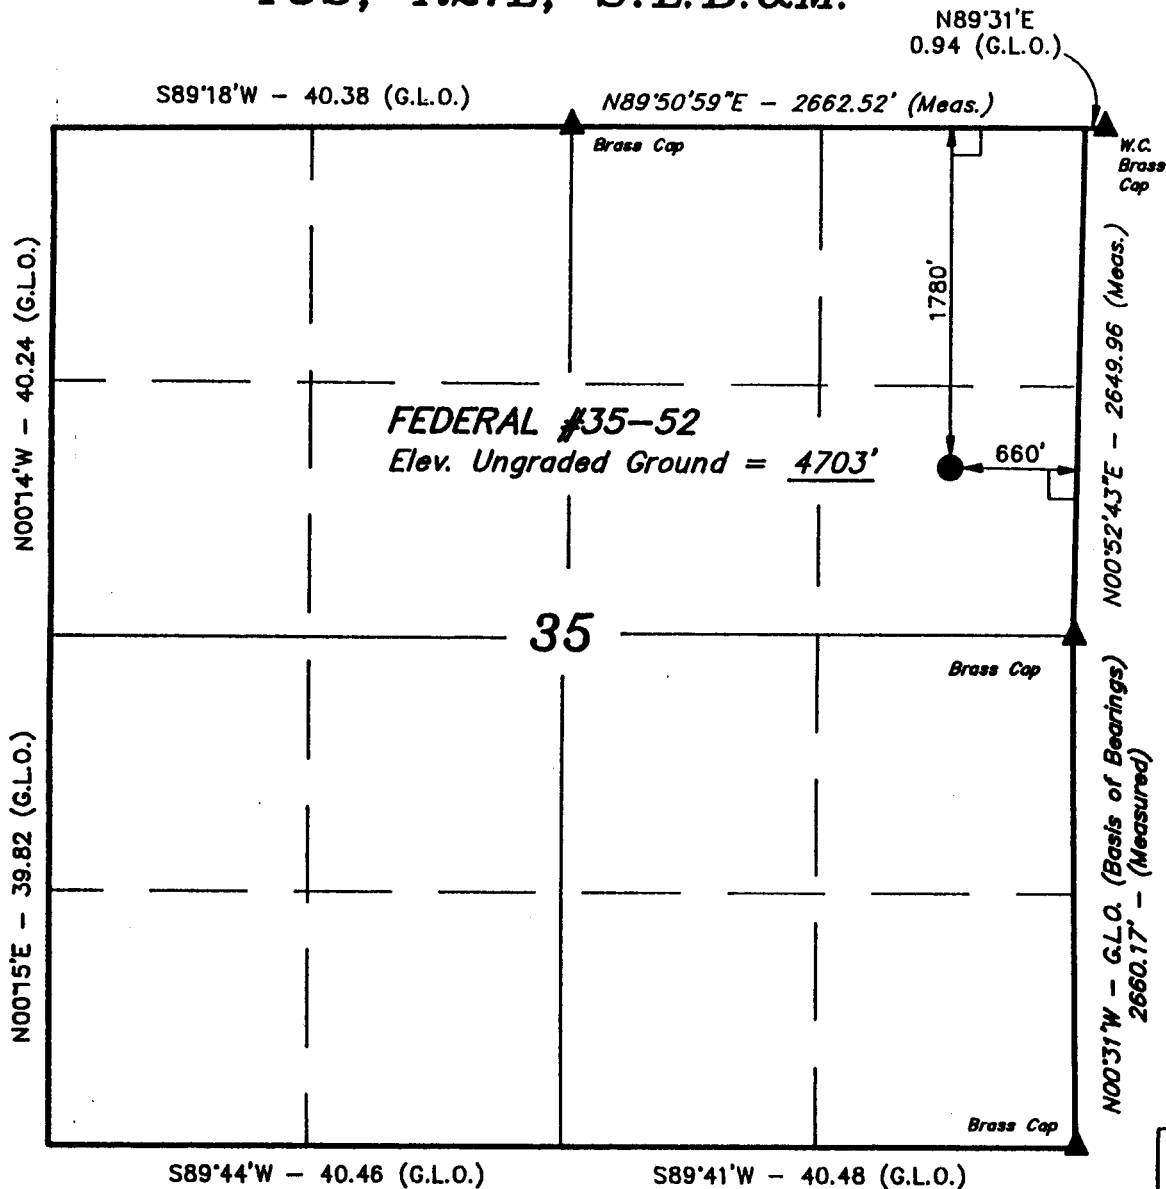 N89°31'E
0.94 (G.L.O.)
S89°18'W - 40.38 (G.L.O.)
N89°50'59"E - 2662.52' (Meas.)
Brass Cap
W.C.
Brass
Cap
N00°14'W - 40.24 (G.L.O.)
1780'
N00°52'43"E - 2649.96 (Meas.)
FEDERAL #35-52
Elev. Ungraded Ground = 4703'
660'
35
Brass Cap
N00°15'E - 39.82 (G.L.O.)
N00°31'W - G.L.O. (Basis of Bearings)
2660.17' - (Measured)
Brass Cap
S89°44'W - 40.46 (G.L.O.)
S89°41'W - 40.48 (G.L.O.)